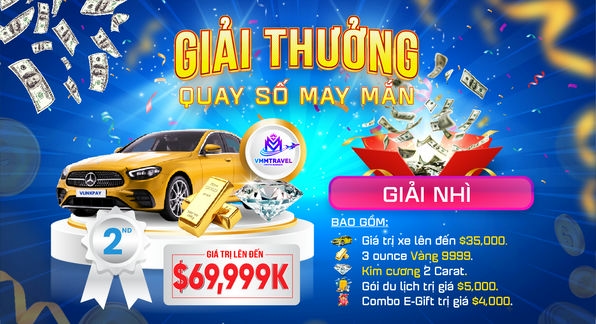 GIẢI THƯỞNG
QUAY SỐ MAY MẮN
VMMTRAVEL
VLINKPAY
GIẢI NHÌ
2ND
GIÁ TRỊ LÊN ĐẾN
$69,999K
BAO GỒM:
Giá trị xe lên đến $35,000.
3 ounce Vàng 9999.
Kim cương 2 Carat.
Gói du lịch trị giá $5,000.
Combo E-Gift trị giá $4,000.